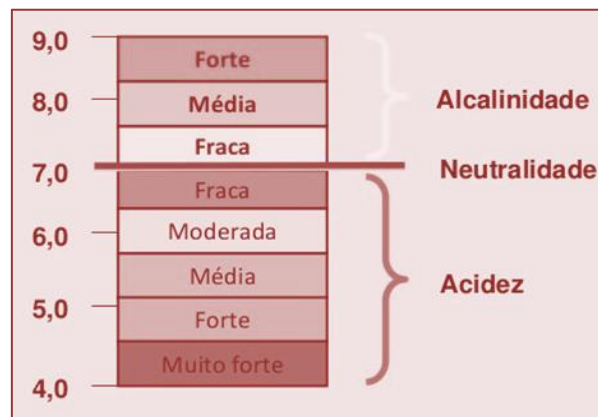 9,0
Forte
8,0
Média
Alcalinidade
Fraca
7,0
Neutralidade
Fraca
6,0
Moderada
Média
Acidez
5,0
Forte
Muito forte
4,0